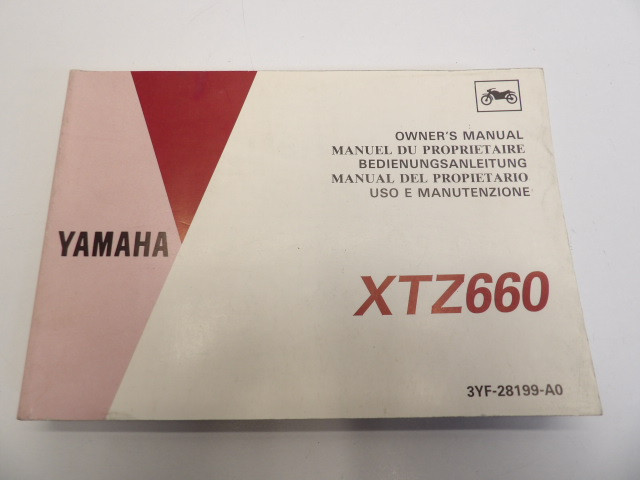 OWNER'S MANUAL
MANUEL DU PROPRIETAIRE
BEDIENUNGSANLEITUNG
MANUAL DEL PROPIETARIO
USO E MANUTENZIONE
YAMAHA
XTZ660
3YF-28199-A0